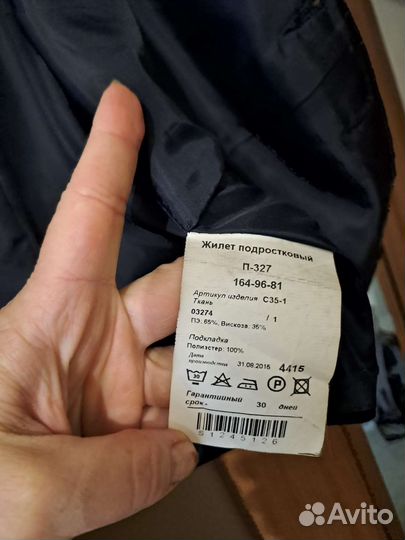 Жилет подростковый
П-327
164-96-81
Артикул изделия С35-1
Ткань
03274 / 1
ПЭ. 65%, Вискоза. 35%
Подкладка
Полиэстер: 100%
Дата
производства 31.08.2015 4415
30 P
Гарантийный
срок- 30 дней
51245126
Avito